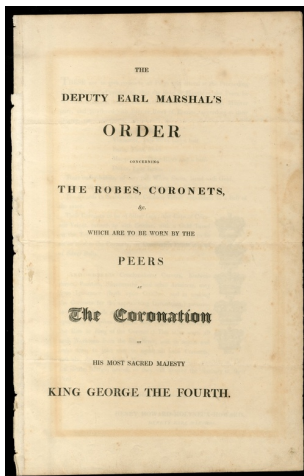 THE
DEPUTY EARL MARSHAL'S
ORDER
CONCERNING
THE ROBES, CORONETS,
&c.
WHICH ARE TO BE WORN BY THE
PEERS
AT
The Coronation
OF
HIS MOST SACRED MAJESTY
KING GEORGE THE FOURTH.